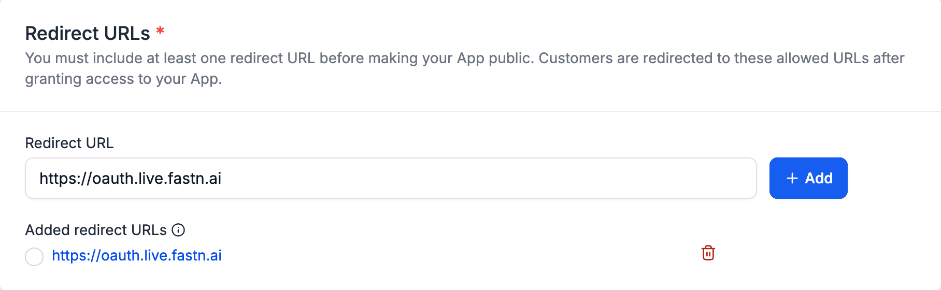 Redirect URLs *
You must include at least one redirect URL before making your App public. Customers are redirected to these allowed URLs after
granting access to your App.
Redirect URL
https://oauth.live.fastn.ai
+ Add
Added redirect URLs
https://oauth.live.fastn.ai